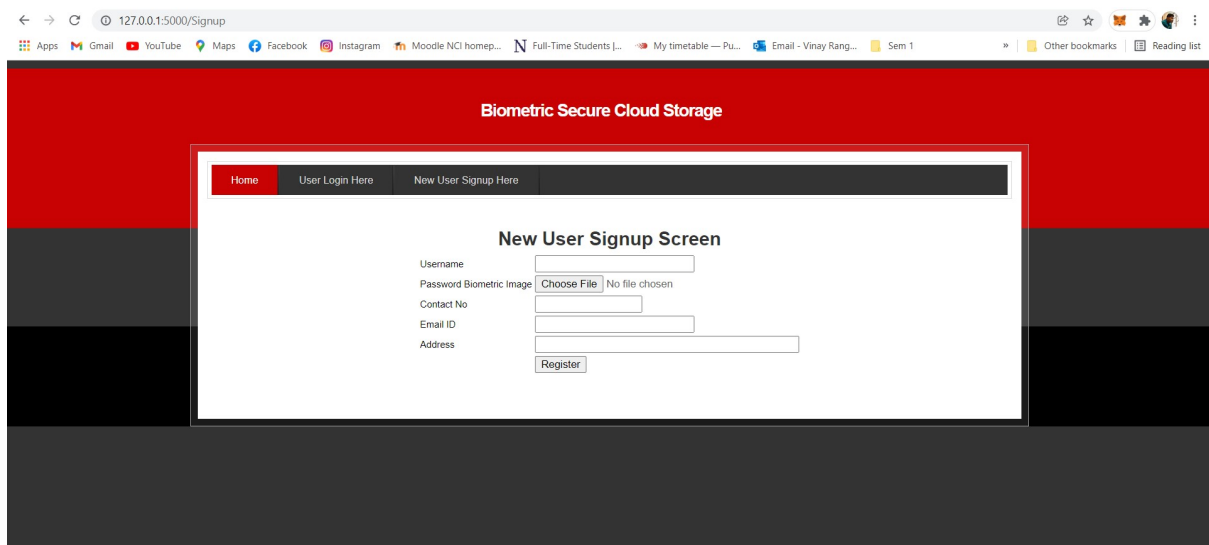 127.0.0.1:5000/Signup
Apps Gmail YouTube Maps Facebook Instagram Moodle NCI homep... Full-Time Students |... My timetable — Pu... Email - Vinay Rang... Sem 1 » Other bookmarks Reading list
Biometric Secure Cloud Storage
Home User Login Here New User Signup Here
New User Signup Screen
Username
Password Biometric Image Choose File No file chosen
Contact No
Email ID
Address
Register